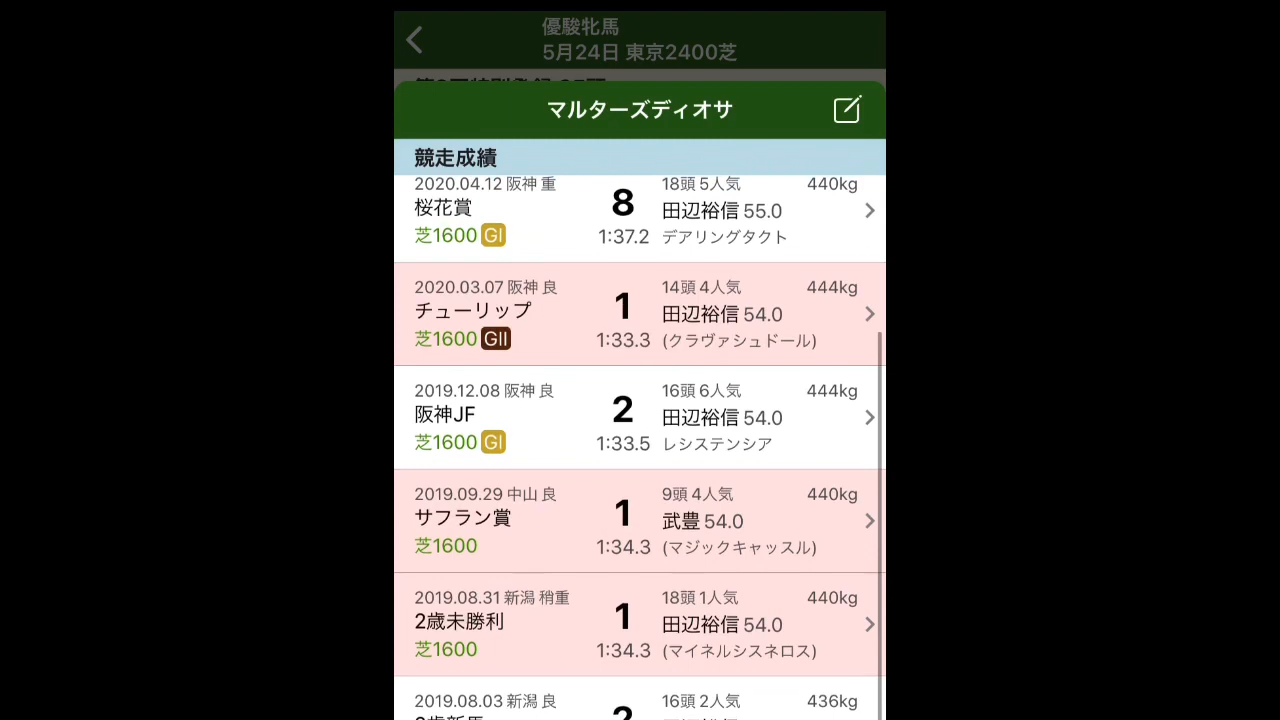 優駿牝馬
5月24日 東京2400芝
マルターズディオサ
競走成績
2020.04.12 阪神 重
桜花賞
芝1600 GI
8
1:37.2
18頭 5人気 440kg
田辺裕信 55.0
デアリングタクト
2020.03.07 阪神 良
チューリップ
芝1600 GII
1
1:33.3
14頭 4人気 444kg
田辺裕信 54.0
(クラヴァシュドール)
2019.12.08 阪神 良
阪神JF
芝1600 GI
2
1:33.5
16頭 6人気 444kg
田辺裕信 54.0
レシステンシア
2019.09.29 中山 良
サフラン賞
芝1600
1
1:34.3
9頭 4人気 440kg
武豊 54.0
(マジックキャッスル)
2019.08.31 新潟 稍重
2歳未勝利
芝1600
1
1:34.3
18頭 1人気 440kg
田辺裕信 54.0
(マイネルシスネロス)
2019.08.03 新潟 良
2歳新馬
2
16頭 2人気 436kg